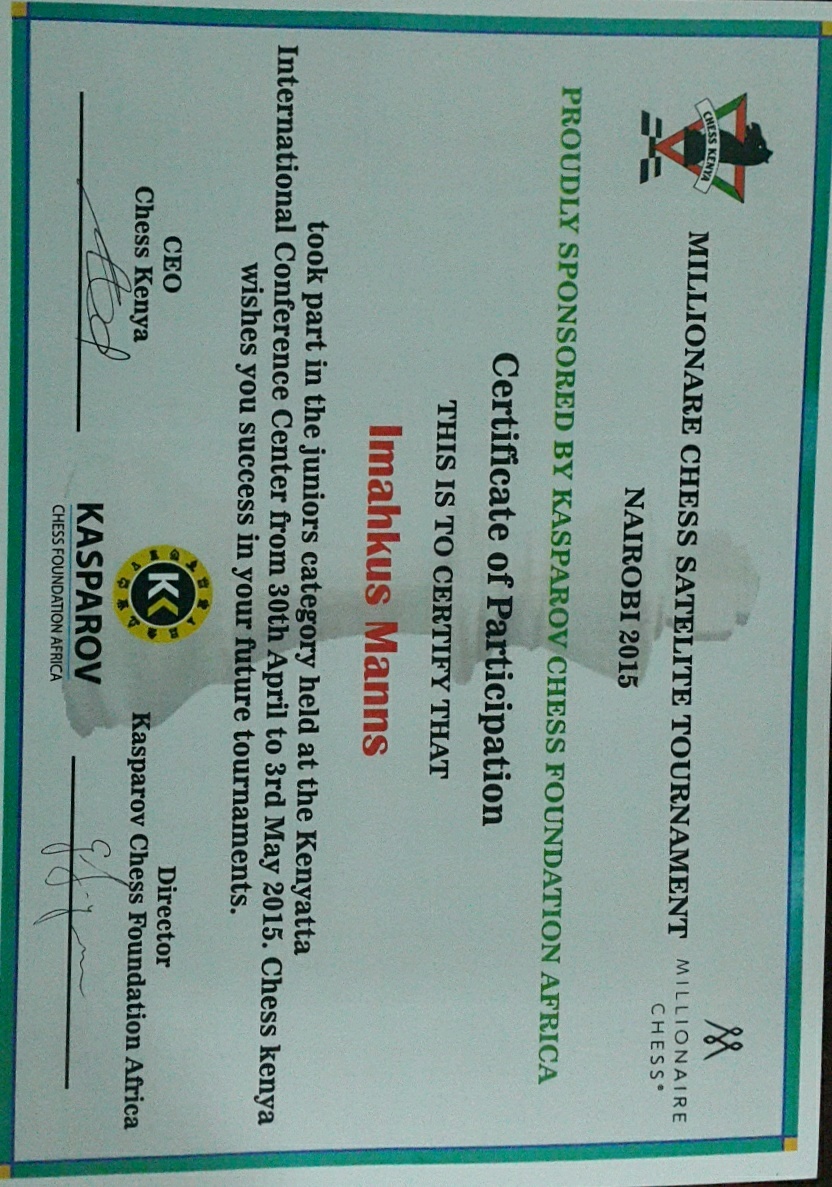 CHESS KENYA
MILLIONARE CHESS SATELITE TOURNAMENT
NAIROBI 2015
MILLIONAIRE
CHESS®
PROUDLY SPONSORED BY KASPAROV CHESS FOUNDATION AFRICA
Certificate of Participation
THIS IS TO CERTIFY THAT
Imahkus Manns
took part in the juniors category held at the Kenyatta
International Conference Center from 30th April to 3rd May 2015. Chess kenya
wishes you success in your future tournaments.
CEO
Chess Kenya
K
KASPAROV
CHESS FOUNDATION AFRICA
Director
Kasparov Chess Foundation Africa